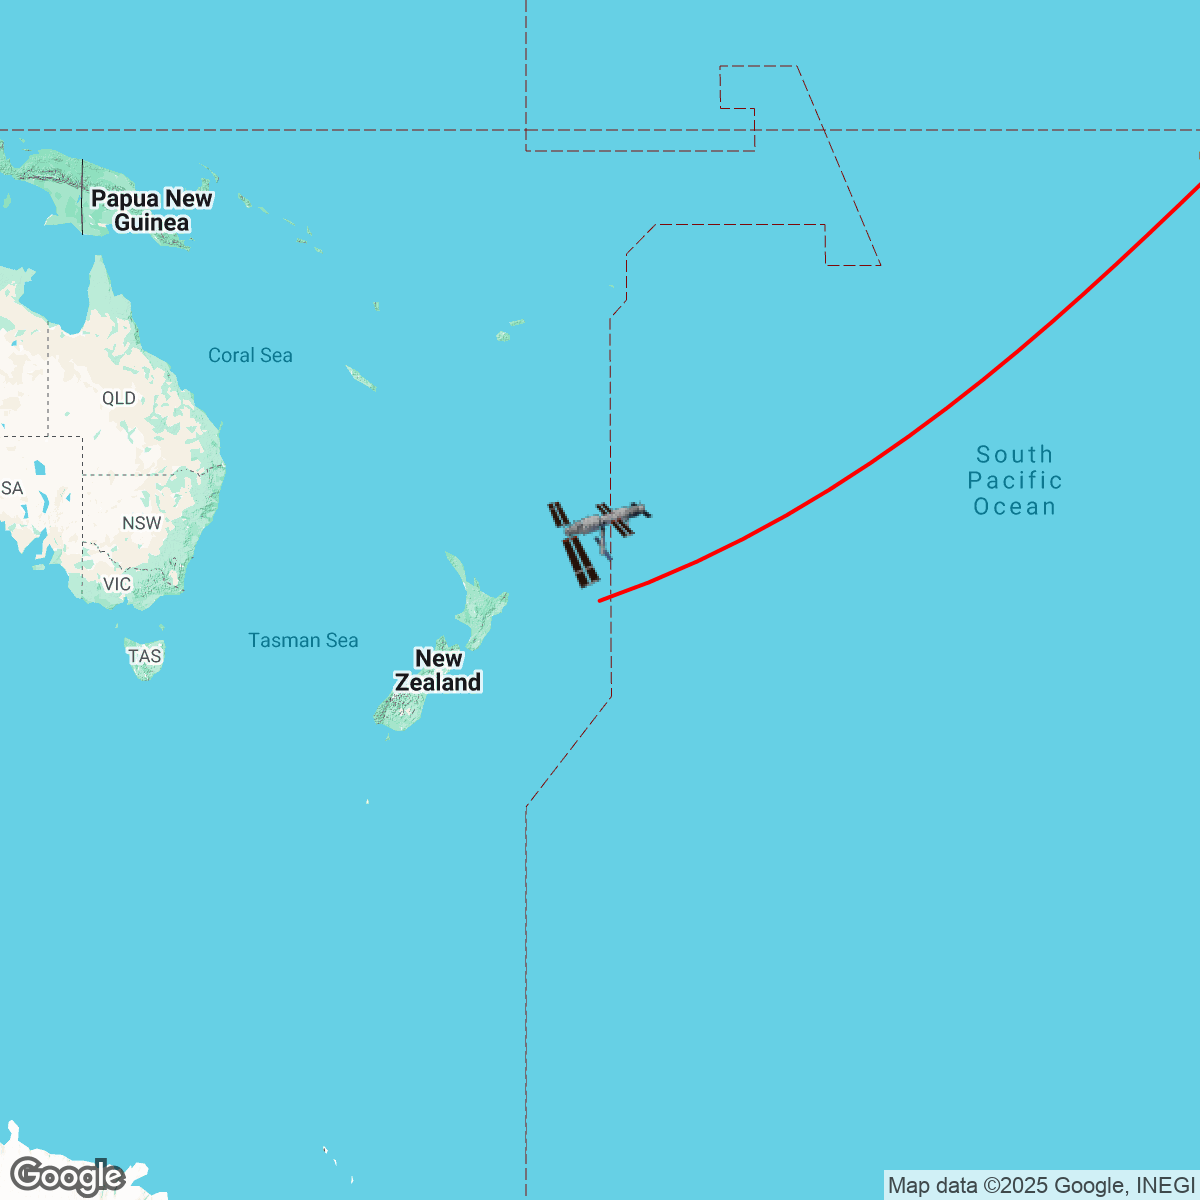 Papua New
Guinea
Coral Sea
QLD
South
Pacific
Ocean
SA
NSW
VIC
Tasman Sea
TAS
New
Zealand
Google
Map data ©2025 Google, INEGI